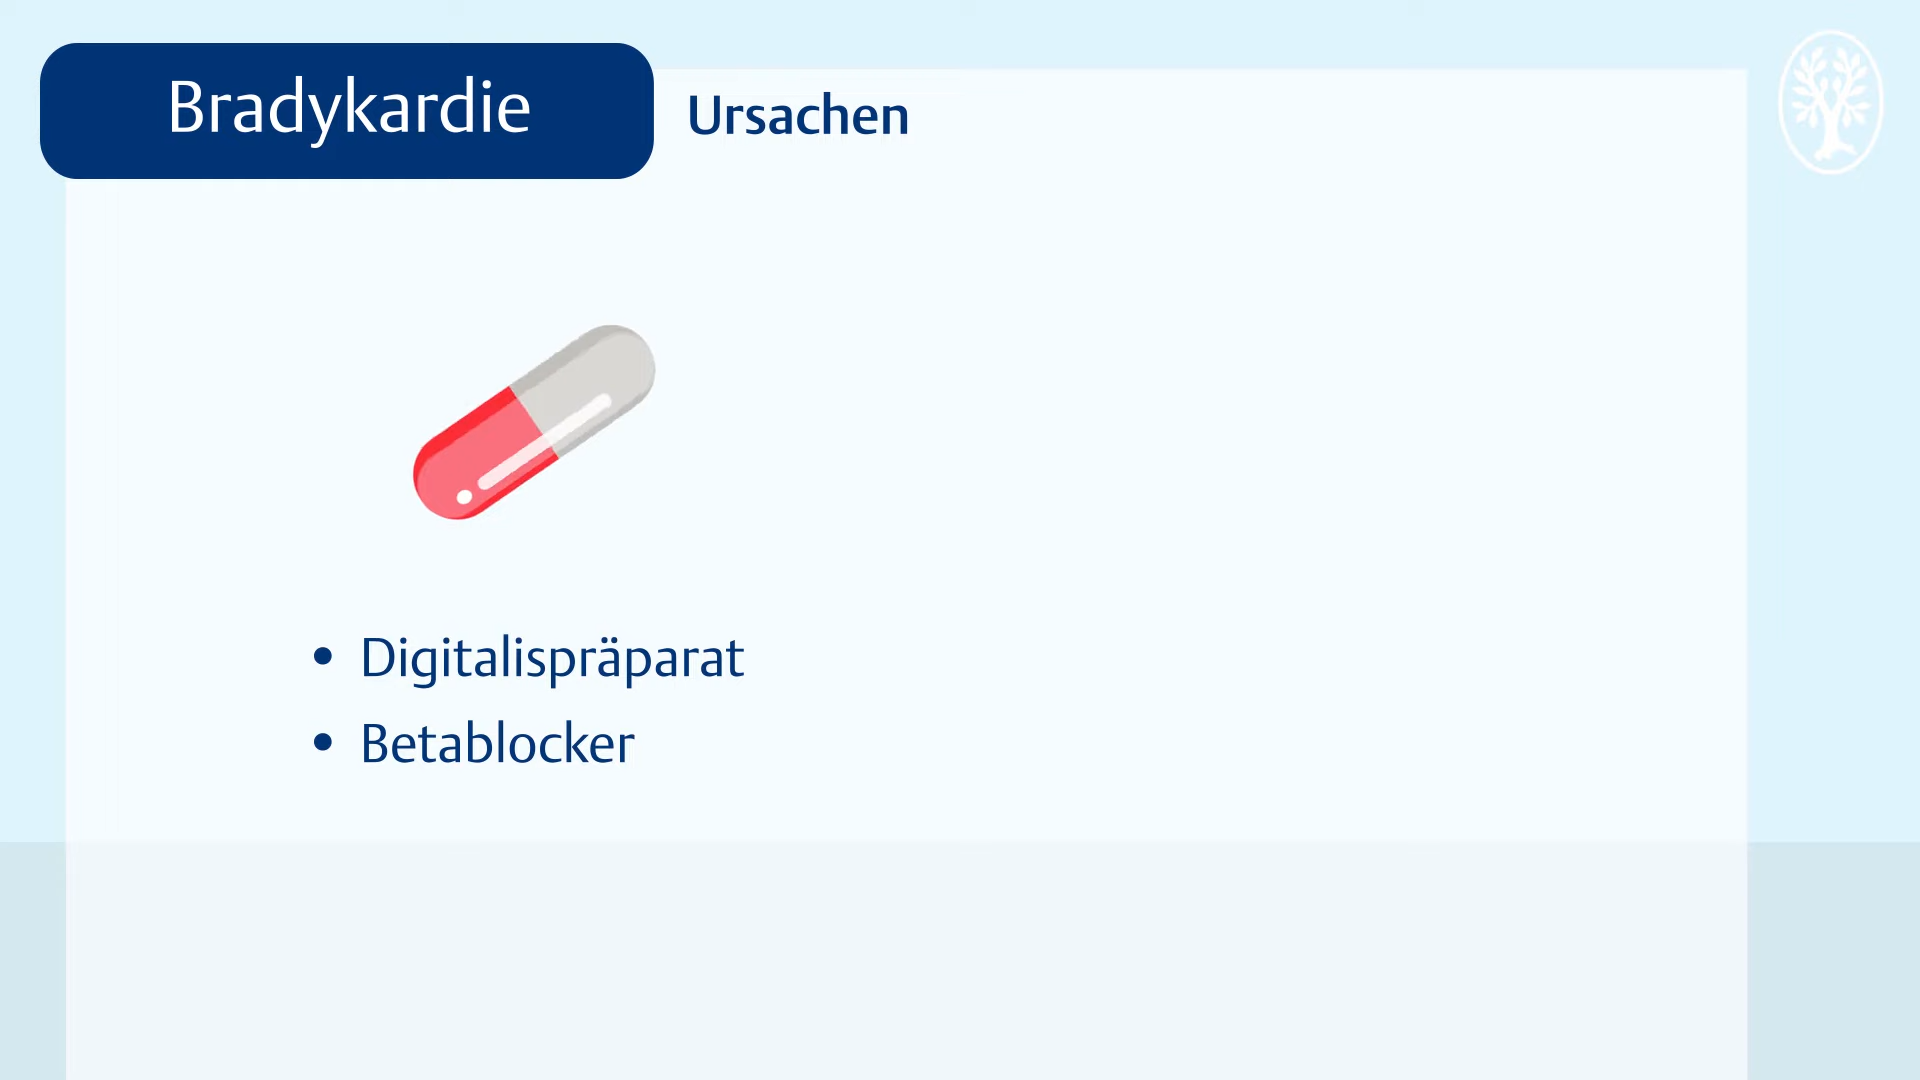 Bradykardie
Ursachen
• Digitalispräparat
• Betablocker